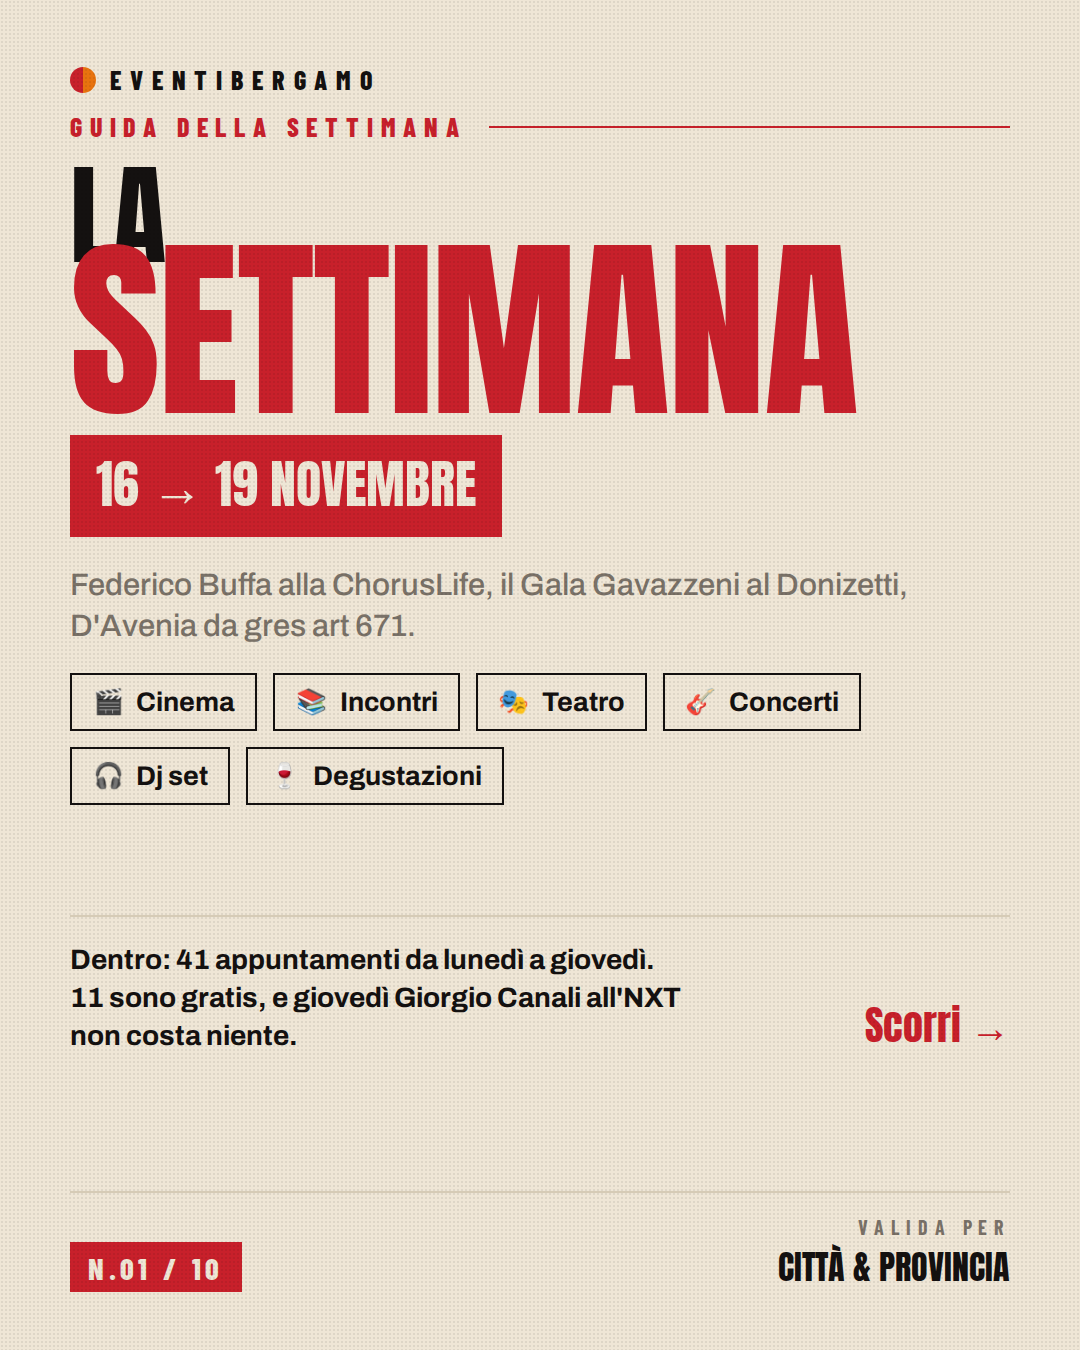 EVENTIBERGAMO
GUIDA DELLA SETTIMANA
LA
SETTIMANA
16 → 19 NOVEMBRE
Federico Buffa alla ChorusLife, il Gala Gavazzeni al Donizetti,
D'Avenia da gres art 671.
Cinema
Incontri
Teatro
Concerti
Dj set
Degustazioni
Dentro: 41 appuntamenti da lunedì a giovedì.
11 sono gratis, e giovedì Giorgio Canali all'NXT
non costa niente.
Scorri →
VALIDA PER
CITTÀ & PROVINCIA
N.01 / 10